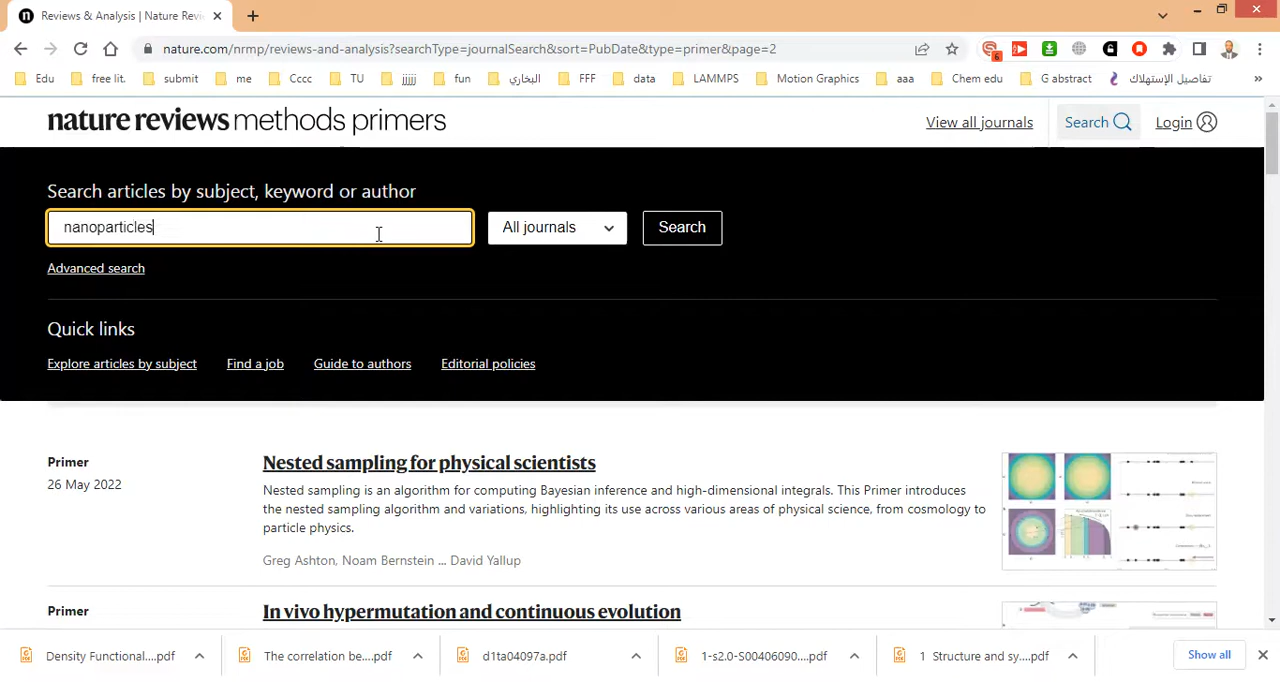 Reviews & Analysis | Nature Revi
nature.com/nrmp/reviews-and-analysis?searchType=journalSearch&sort=PubDate&type=primer&page=2
6
Edu free lit. submit me Cccc TU jjjjj fun البخاري FFF data LAMMPS Motion Graphics aaa Chem edu G abstract تفاصيل الإستهلاك »
nature reviews methods primers
View all journals Search Login
Search articles by subject, keyword or author
nanoparticles All journals Search
Advanced search
Quick links
Explore articles by subject Find a job Guide to authors Editorial policies
Primer
26 May 2022
Nested sampling for physical scientists
Nested sampling is an algorithm for computing Bayesian inference and high-dimensional integrals. This Primer introduces
the nested sampling algorithm and variations, highlighting its use across various areas of physical science, from cosmology to
particle physics.
Greg Ashton, Noam Bernstein ... David Yallup
Primer
In vivo hypermutation and continuous evolution
Density Functional....pdf The correlation be....pdf d1ta04097a.pdf 1-s2.0-S00406090....pdf 1 Structure and sy....pdf Show all